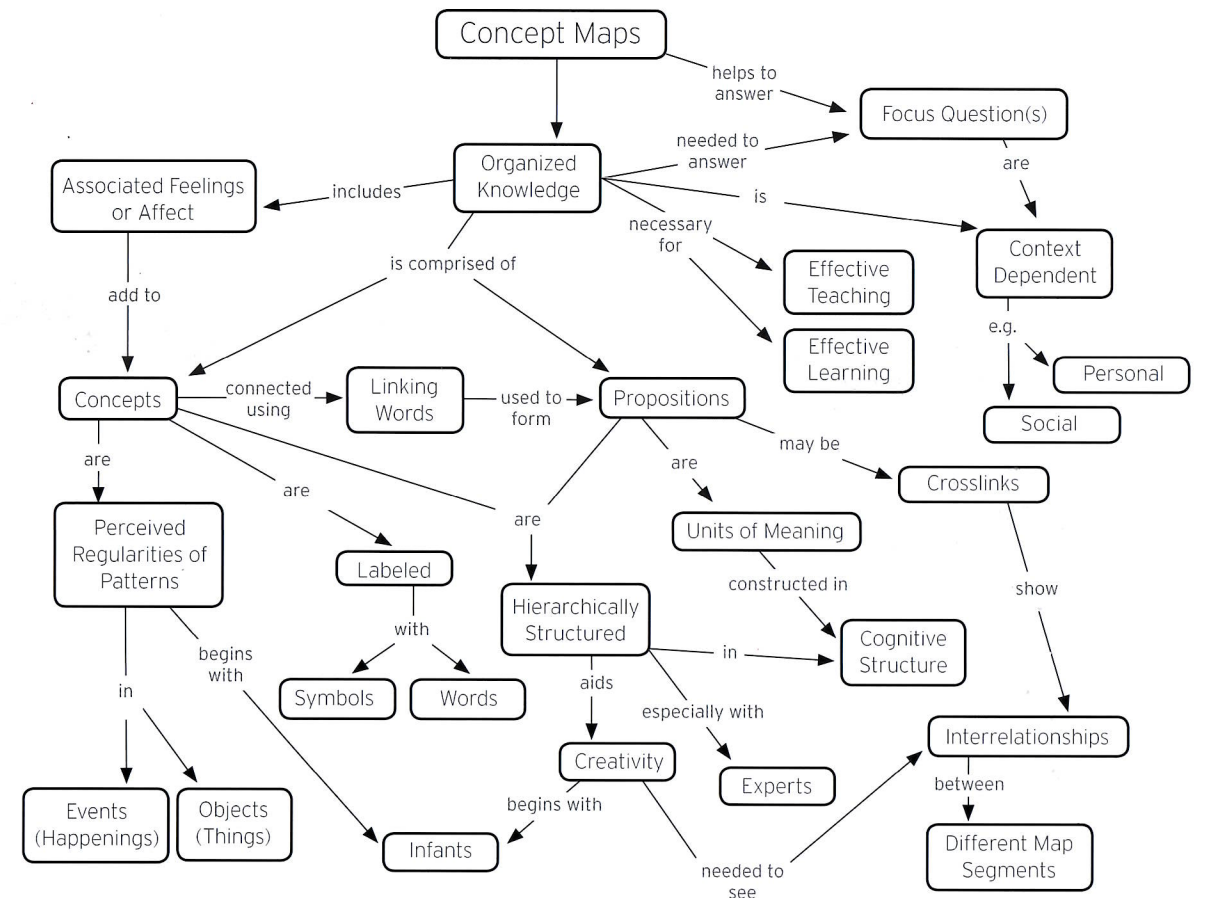 Concept Maps
helps to
answer
Focus Question(s)
needed to
answer
are
Organized
Knowledge
Associated Feelings
or Affect
includes
is
necessary
for
Context
Dependent
is comprised of
Effective
Teaching
add to
e.g.
Effective
Learning
Personal
Concepts
connected
using
Linking
Words
used to
form
Propositions
Social
may be
are
are
are
Crosslinks
are
Perceived
Regularities of
Patterns
Units of Meaning
Labeled
constructed in
show
Hierarchically
Structured
with
Cognitive
Structure
begins
with
in
in
Symbols
Words
aids
especially with
Interrelationships
Creativity
Experts
between
Events
(Happenings)
Objects
(Things)
begins with
Infants
Different Map
Segments
needed to
see